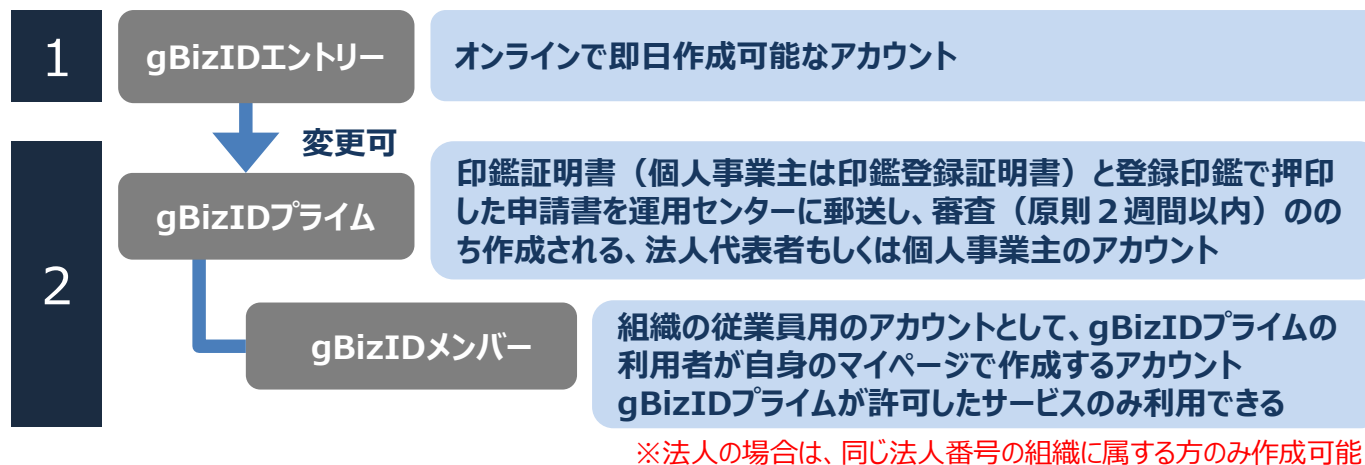 1
gBizIDエントリー
オンラインで即日作成可能なアカウント
変更可
2
gBizIDプライム
印鑑証明書（個人事業主は印鑑登録証明書）と登録印鑑で押印
した申請書を運用センターに郵送し、審査（原則２週間以内）のの
ち作成される、法人代表者もしくは個人事業主のアカウント
gBizIDメンバー
組織の従業員用のアカウントとして、gBizIDプライムの
利用者が自身のマイページで作成するアカウント
gBizIDプライムが許可したサービスのみ利用できる
※法人の場合は、同じ法人番号の組織に属する方のみ作成可能